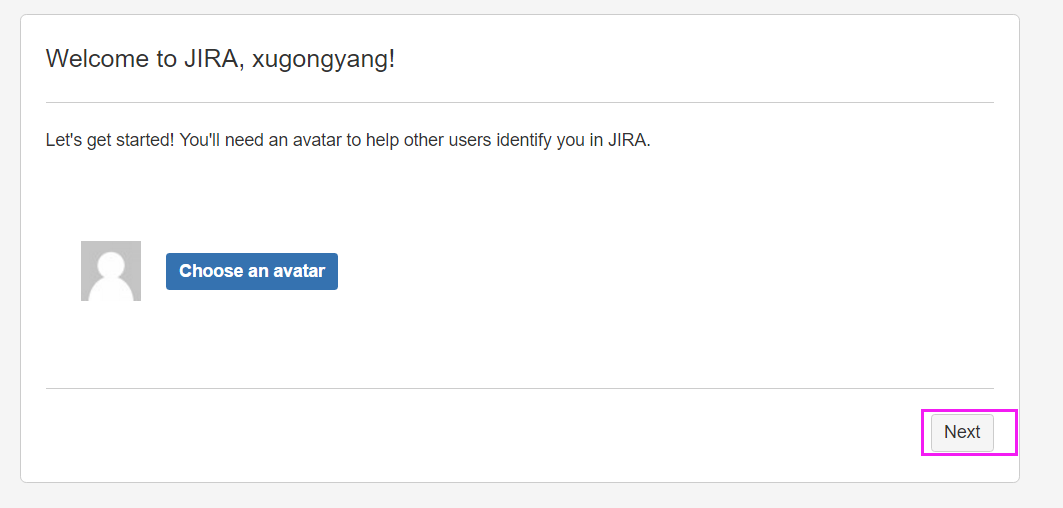 Welcome to JIRA, xugongyang!
Let's get started! You'll need an avatar to help other users identify you in JIRA.
Choose an avatar
Next